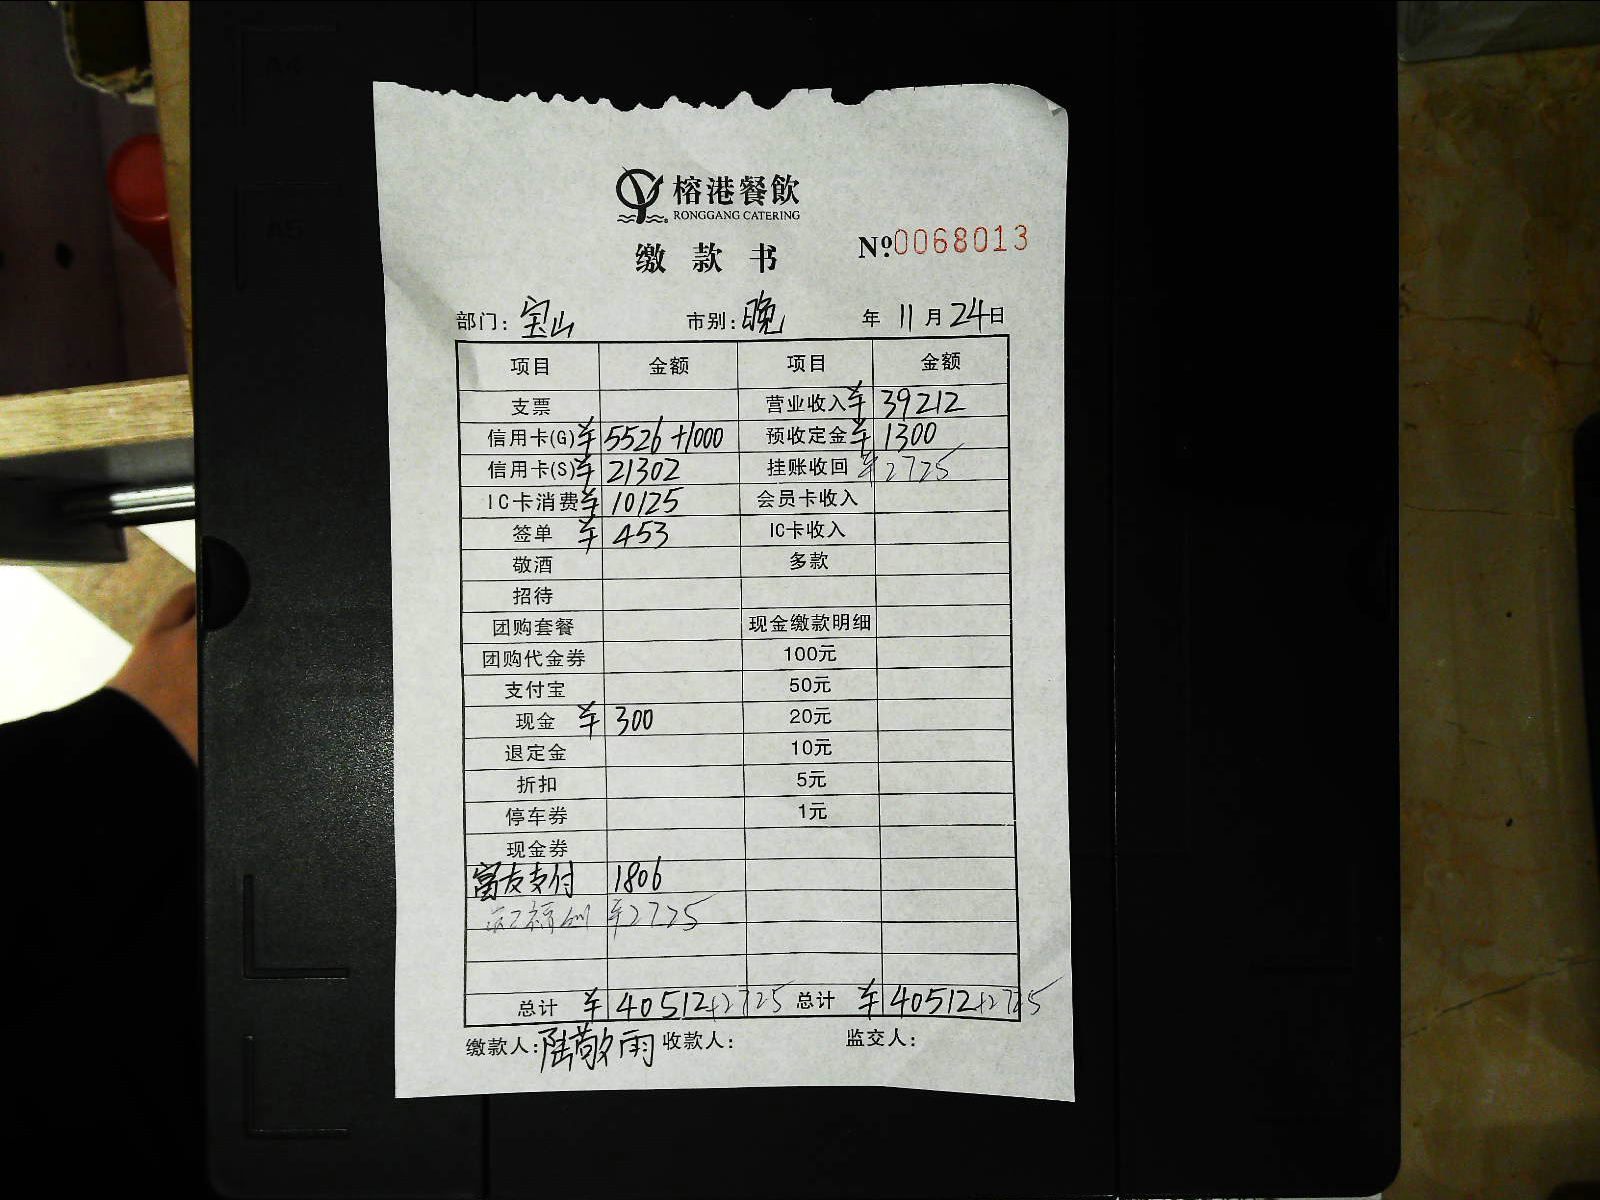 A4
A5
榕港餐飲
RONGGANG CATERING
缴款书
№.0068013
部门：宝山 市别：晚 年 11 月 24 日
项目 金额 项目 金额
支票 营业收入 ¥ 39212
信用卡(G) ¥ 5526+1000 预收定金 ¥ 1300
信用卡(S) ¥ 21302 挂账收回 ¥ 2725
IC卡消费 ¥ 10125 会员卡收入
签单 ¥ 453 IC卡收入
敬酒 多款
招待
团购套餐 现金缴款明细
团购代金券 100元
支付宝 50元
现金 ¥ 300 20元
退定金 10元
折扣 5元
停车券 1元
现金券
富友支付 1806
¥2725
总计 ¥ 40512+2725 总计 ¥ 40512+2725
缴款人：陆敬雨 收款人： 监交人：